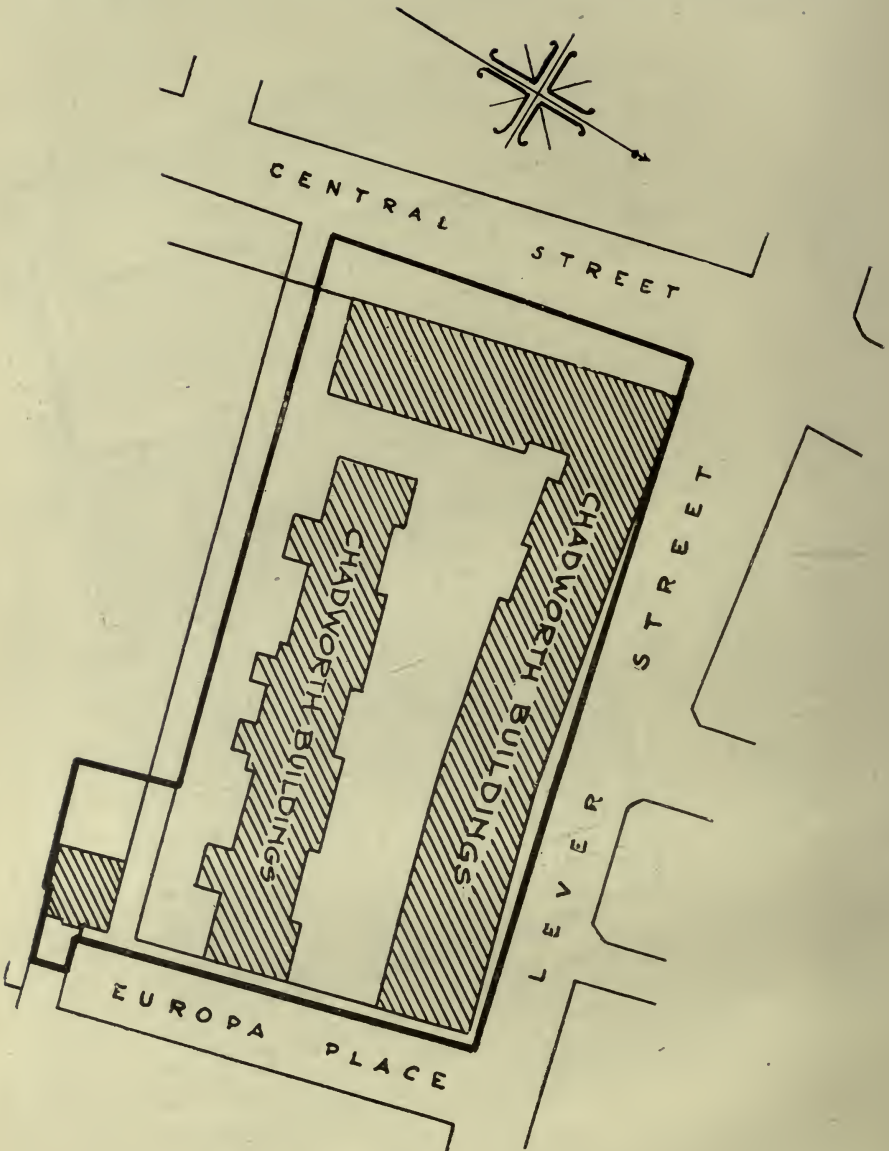 CENTRAL STREET
LEVER STREET
CHADWORTH BUILDINGS
CHADWORTH BUILDINGS
EUROPA PLACE